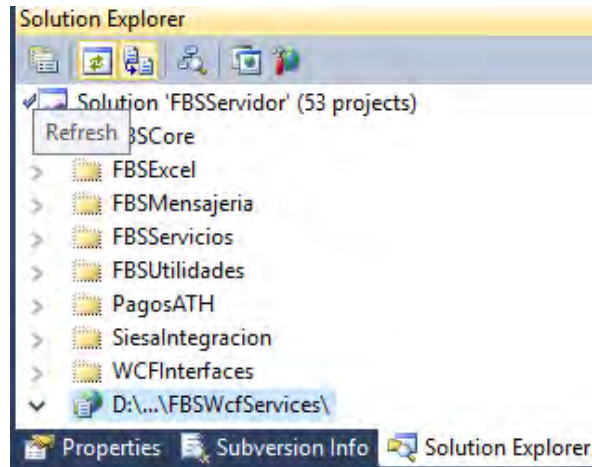 Solution Explorer
Solution 'FBSServidor' (53 projects)
Refresh BSCore
FBSExcel
FBSMensajeria
FBSServicios
FBSUtilidades
PagosATH
SiesaIntegracion
WCFInterfaces
D:\...\FBSWcfServices\
Properties Subversion Info Solution Explorer